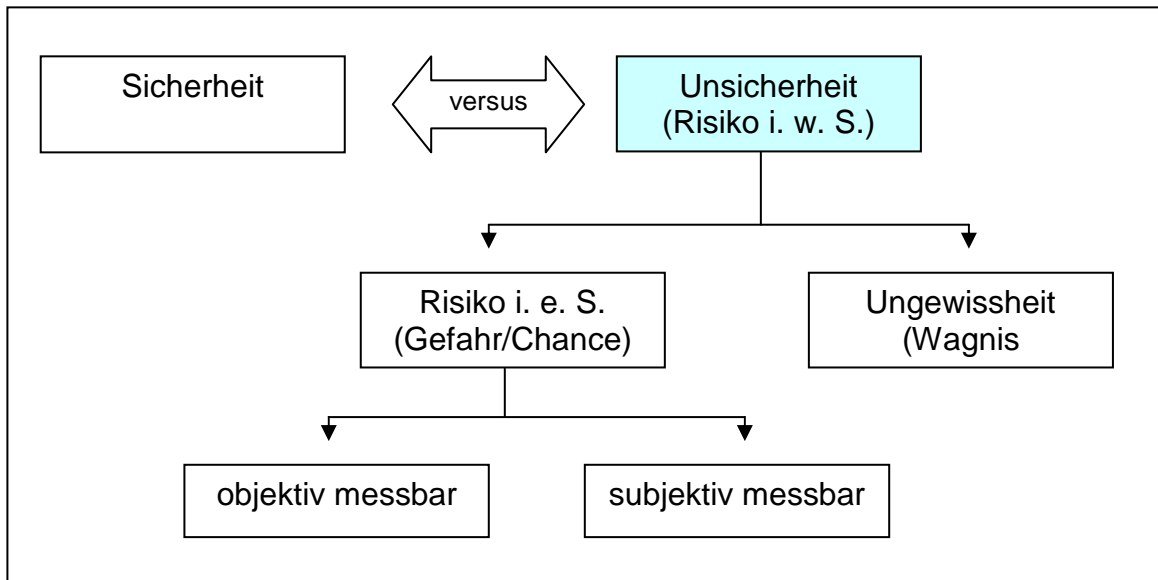 Sicherheit
versus
Unsicherheit
(Risiko i. w. S.)
Risiko i. e. S.
(Gefahr/Chance)
Ungewissheit
(Wagnis
objektiv messbar
subjektiv messbar